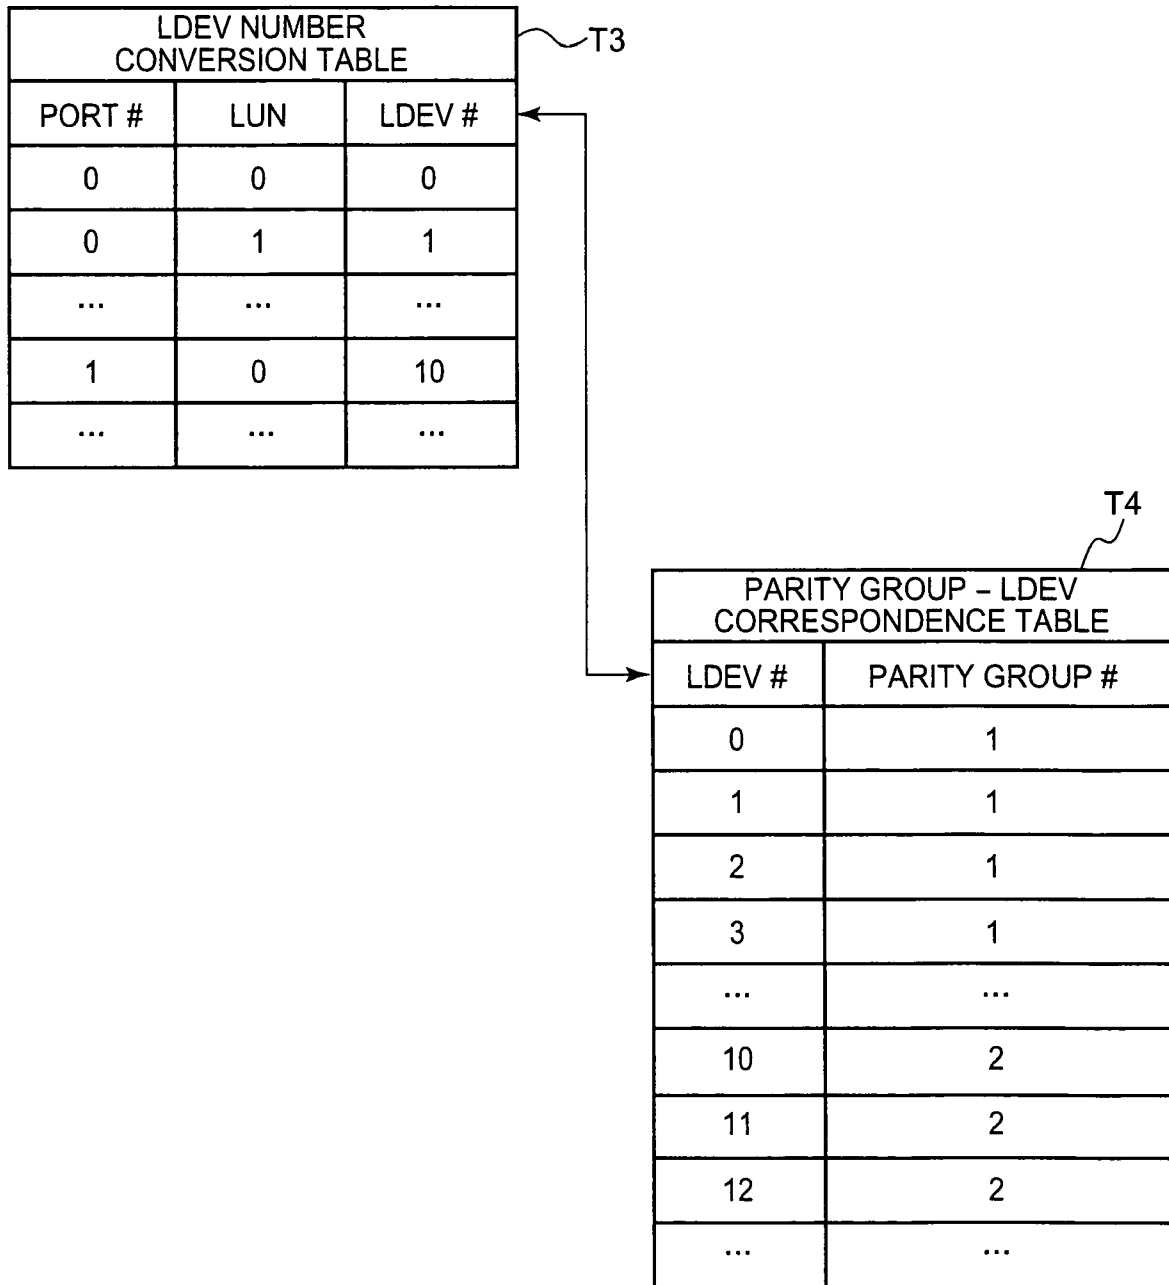 LDEV NUMBER
CONVERSION TABLE
T3
PORT # LUN LDEV #
0 0 0
0 1 1
... ... ...
1 0 10
... ... ...
T4
PARITY GROUP – LDEV
CORRESPONDENCE TABLE
LDEV # PARITY GROUP #
0 1
1 1
2 1
3 1
... ...
10 2
11 2
12 2
... ...